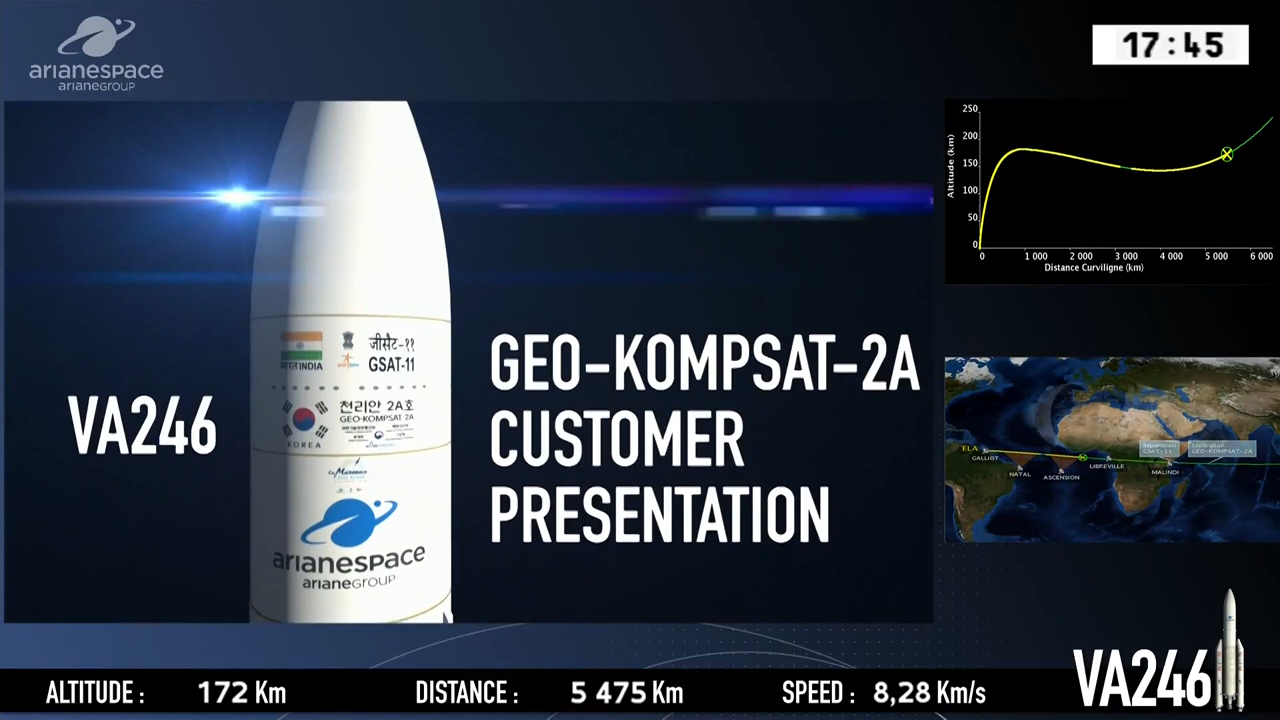 arianespace
arianeGROUP
17:45
250
200
150
100
50
0
Altitude (km)
0 1 000 2 000 3 000 4 000 5 000 6 000
Distance Curviligne (km)
जीसैट-११
GSAT-11
भारत INDIA
천리안 2A호
GEO-KOMPSAT-2A
KOREA
arianespace
arianeGROUP
VA246
GEO-KOMPSAT-2A
CUSTOMER
PRESENTATION
ELA
GALLIOT
NATAL
ASCENSION
LIBREVILLE
MALINDI
Séparation
GSAT-11
Séparation
GEO-KOMPSAT-2A
VA246
ALTITUDE : 172 Km DISTANCE : 5 475 Km SPEED : 8,28 Km/s